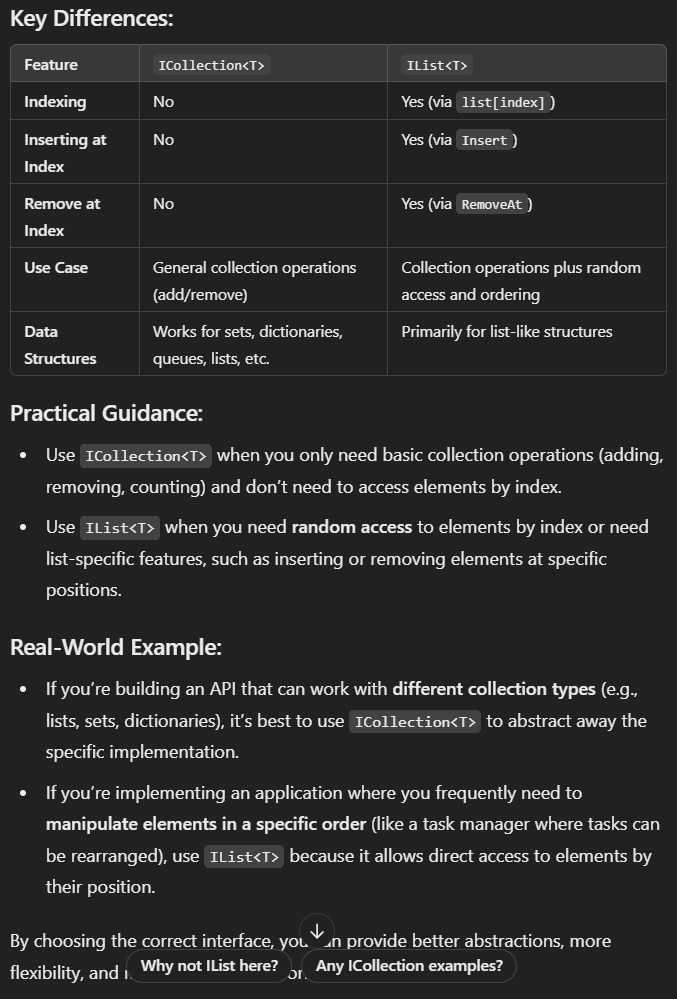 Key Differences:
Feature ICollection<T> IList<T>
Indexing No Yes (via list[index])
Inserting at Index No Yes (via Insert)
Remove at Index No Yes (via RemoveAt)
Use Case General collection operations (add/remove) Collection operations plus random access and ordering
Data Structures Works for sets, dictionaries, queues, lists, etc. Primarily for list-like structures
Practical Guidance:
• Use ICollection<T> when you only need basic collection operations (adding,
removing, counting) and don’t need to access elements by index.
• Use IList<T> when you need random access to elements by index or need
list-specific features, such as inserting or removing elements at specific
positions.
Real-World Example:
• If you’re building an API that can work with different collection types (e.g.,
lists, sets, dictionaries), it’s best to use ICollection<T> to abstract away the
specific implementation.
• If you’re implementing an application where you frequently need to
manipulate elements in a specific order (like a task manager where tasks can
be rearranged), use IList<T> because it allows direct access to elements by
their position.
By choosing the correct interface, you can provide better abstractions, more
flexibility, and
Why not IList here? Any ICollection examples?